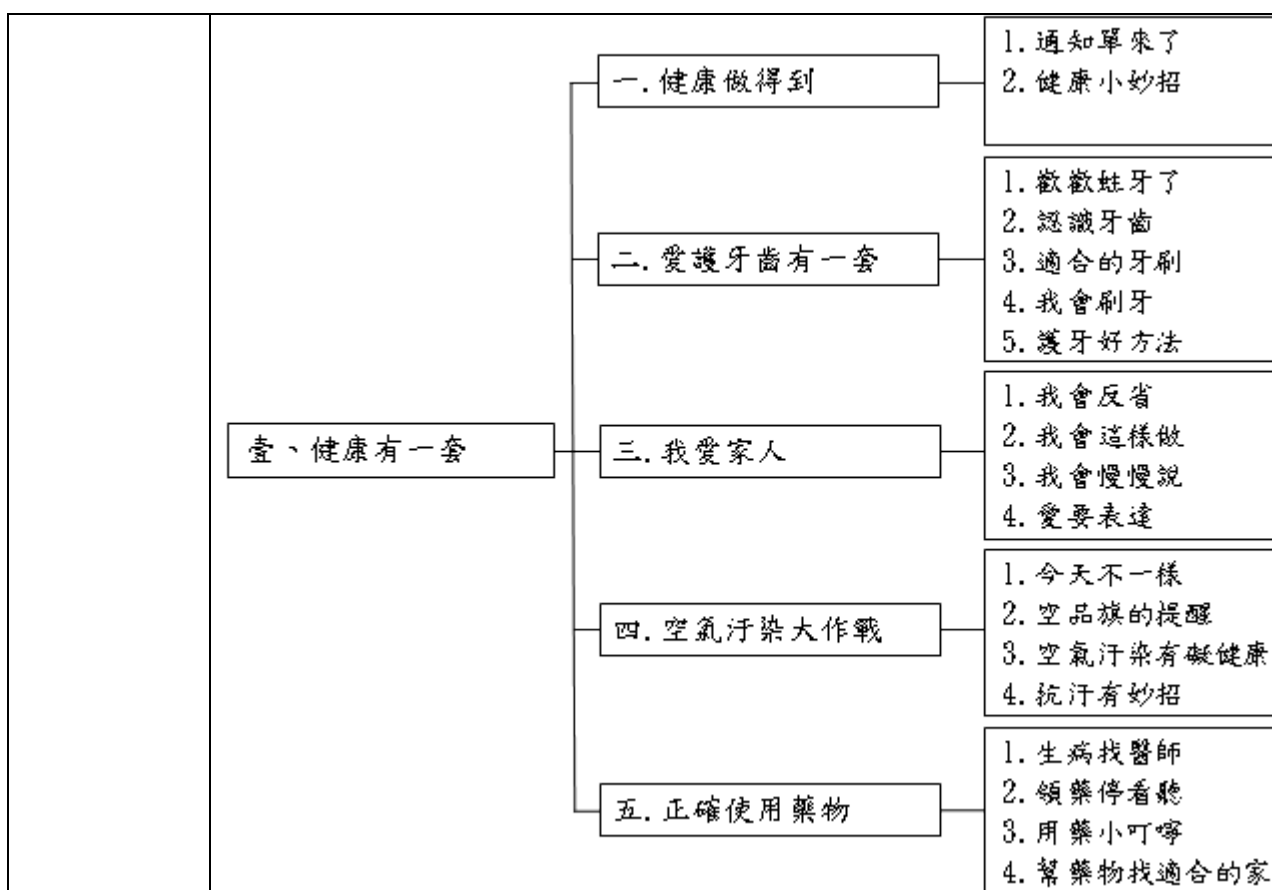 壹、健康有一套
一.健康做得到
1.通知單來了
2.健康小妙招
二.愛護牙齒有一套
1.歡歡蛀牙了
2.認識牙齒
3.適合的牙刷
4.我會刷牙
5.護牙好方法
三.我愛家人
1.我會反省
2.我會這樣做
3.我會慢慢說
4.愛要表達
四.空氣汙染大作戰
1.今天不一樣
2.空品旗的提醒
3.空氣汙染有礙健康
4.抗汙有妙招
五.正確使用藥物
1.生病找醫師
2.領藥停看聽
3.用藥小叮嚀
4.幫藥物找適合的家